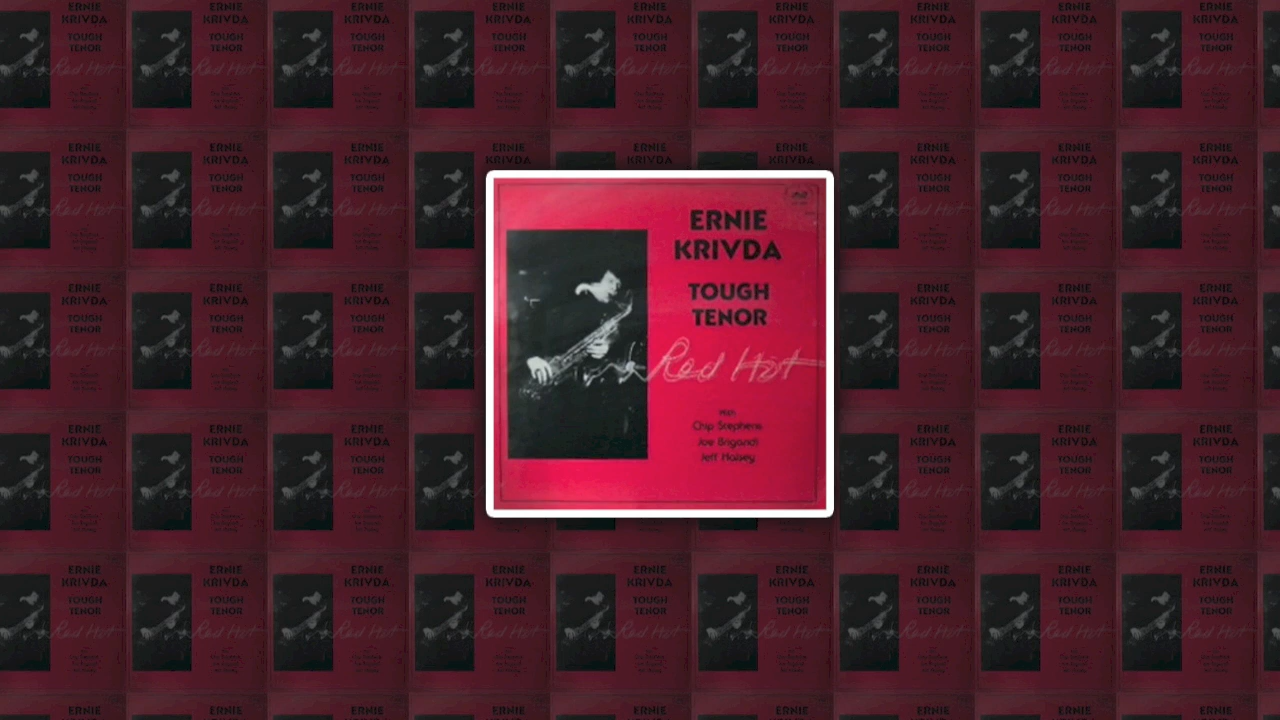 ERNIE
KRIVDA
TOUGH
TENOR
Red Hot
With
Chip Stephens
Joe Brigandi
Jeff Halsey